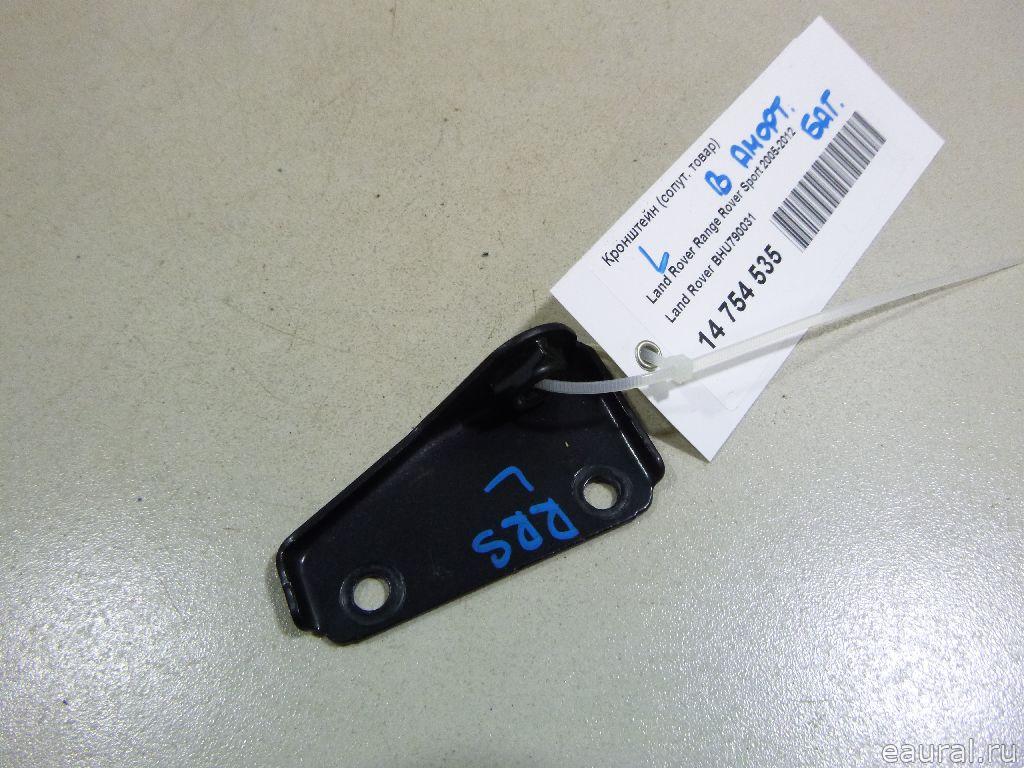 Кронштейн (сопут. товар)
L
В АМОРТ.
БАГ.
Land Rover Range Rover Sport 2005-2012
Land Rover BHU790031
14 754 535
L
RRS
eaural.ru